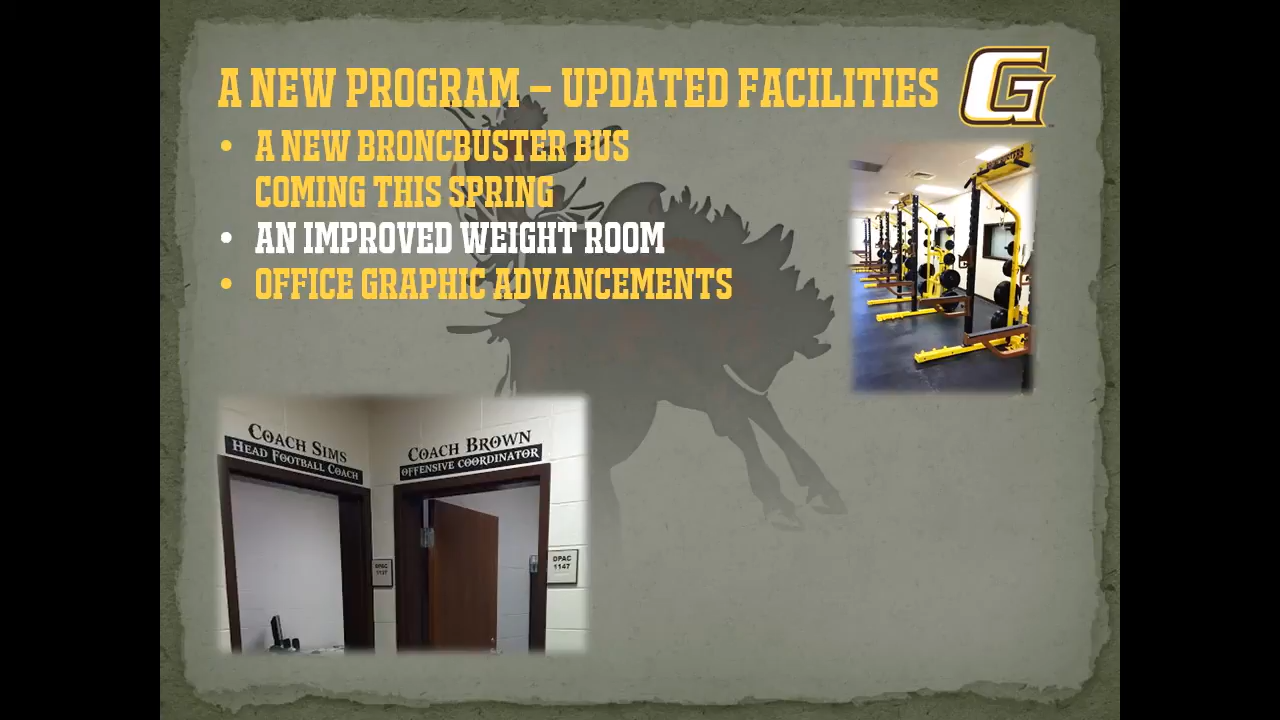 A NEW PROGRAM – UPDATED FACILITIES
G
• A NEW BRONCBUSTER BUS
COMING THIS SPRING
• AN IMPROVED WEIGHT ROOM
• OFFICE GRAPHIC ADVANCEMENTS
COACH SIMS
HEAD FOOTBALL COACH
COACH BROWN
OFFENSIVE COORDINATOR
DPAC
1147